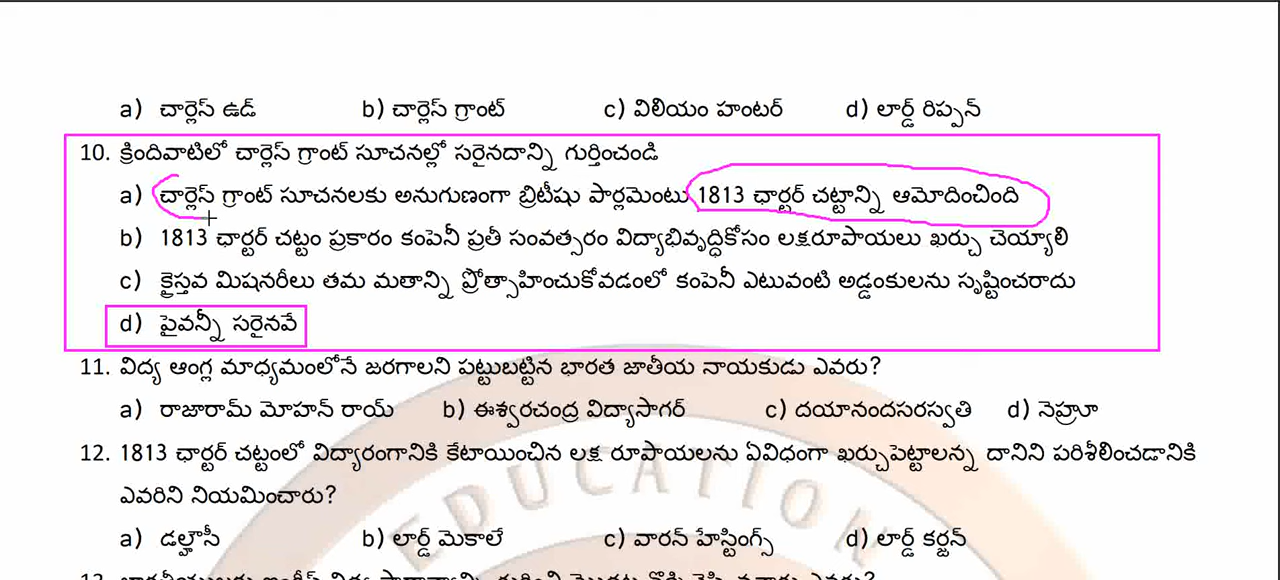 a) చార్లెస్ ఉడ్ b) చార్లెస్ గ్రాంట్ c) విలియం హంటర్ d) లార్డ్ రిప్పన్
10. క్రిందివాటిలో చార్లెస్ గ్రాంట్ సూచనల్లో సరైనదాన్ని గుర్తించండి
a) చార్లెస్ గ్రాంట్ సూచనలకు అనుగుణంగా బ్రిటీషు పార్లమెంటు 1813 ఛార్టర్ చట్టాన్ని ఆమోదించింది
b) 1813 ఛార్టర్ చట్టం ప్రకారం కంపెనీ ప్రతీ సంవత్సరం విద్యాభివృద్ధికోసం లక్షరూపాయలు ఖర్చు చెయ్యాలి
c) క్రైస్తవ మిషనరీలు తమ మతాన్ని ప్రోత్సాహించుకోవడంలో కంపెనీ ఎటువంటి అడ్డంకులను సృష్టించరాదు
d) పైవన్నీ సరైనవే
11. విద్య ఆంగ్ల మాధ్యమంలోనే జరగాలని పట్టుబట్టిన భారత జాతీయ నాయకుడు ఎవరు?
a) రాజారామ్ మోహన్ రాయ్ b) ఈశ్వరచంద్ర విద్యాసాగర్ c) దయానందసరస్వతి d) నెహ్రూ
12. 1813 ఛార్టర్ చట్టంలో విద్యారంగానికి కేటాయించిన లక్ష రూపాయలను ఏవిధంగా ఖర్చుపెట్టాలన్న దానిని పరిశీలించడానికి
ఎవరిని నియమించారు?
EDUCATION
a) డల్హౌసీ b) లార్డ్ మెకాలే c) వారన్ హేస్టింగ్స్ d) లార్డ్ కర్జన్